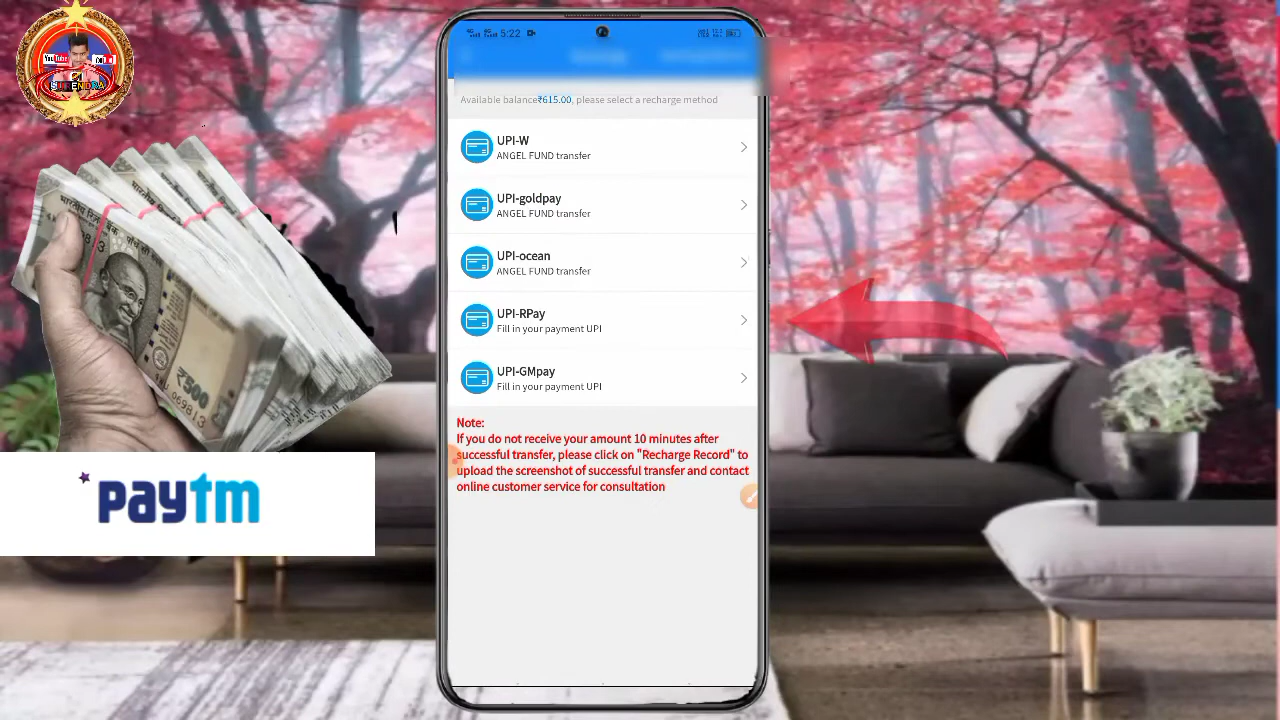 YouTube
SURENDRA
5:22
Available balance₹615.00, please select a recharge method
UPI-W
ANGEL FUND transfer
UPI-goldpay
ANGEL FUND transfer
UPI-ocean
ANGEL FUND transfer
UPI-RPay
Fill in your payment UPI
UPI-GMpay
Fill in your payment UPI
Note:
If you do not receive your amount 10 minutes after
successful transfer, please click on "Recharge Record" to
upload the screenshot of successful transfer and contact
online customer service for consultation
₹500
paytm